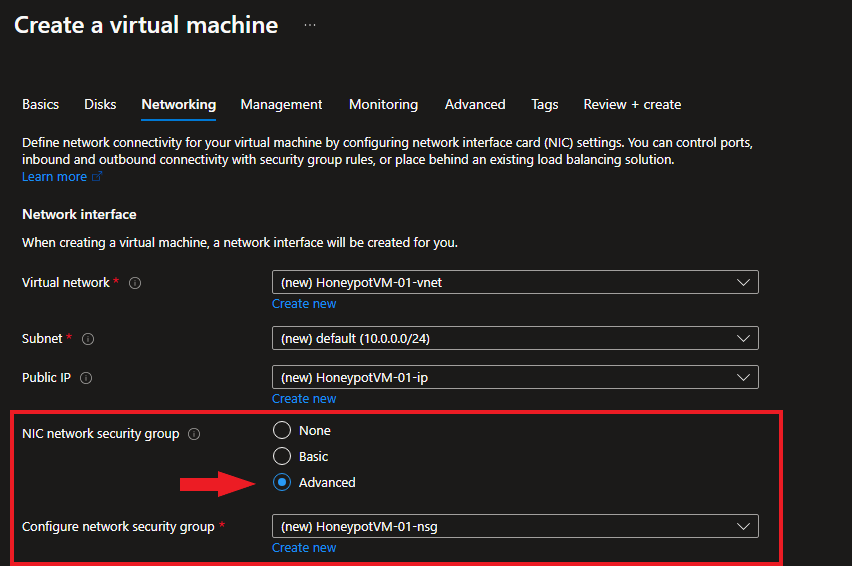 Create a virtual machine ...
Basics Disks Networking Management Monitoring Advanced Tags Review + create
Define network connectivity for your virtual machine by configuring network interface card (NIC) settings. You can control ports,
inbound and outbound connectivity with security group rules, or place behind an existing load balancing solution.
Learn more
Network interface
When creating a virtual machine, a network interface will be created for you.
Virtual network * (new) HoneypotVM-01-vnet
Create new
Subnet * (new) default (10.0.0.0/24)
Public IP (new) HoneypotVM-01-ip
Create new
NIC network security group None
Basic
Advanced
Configure network security group * (new) HoneypotVM-01-nsg
Create new